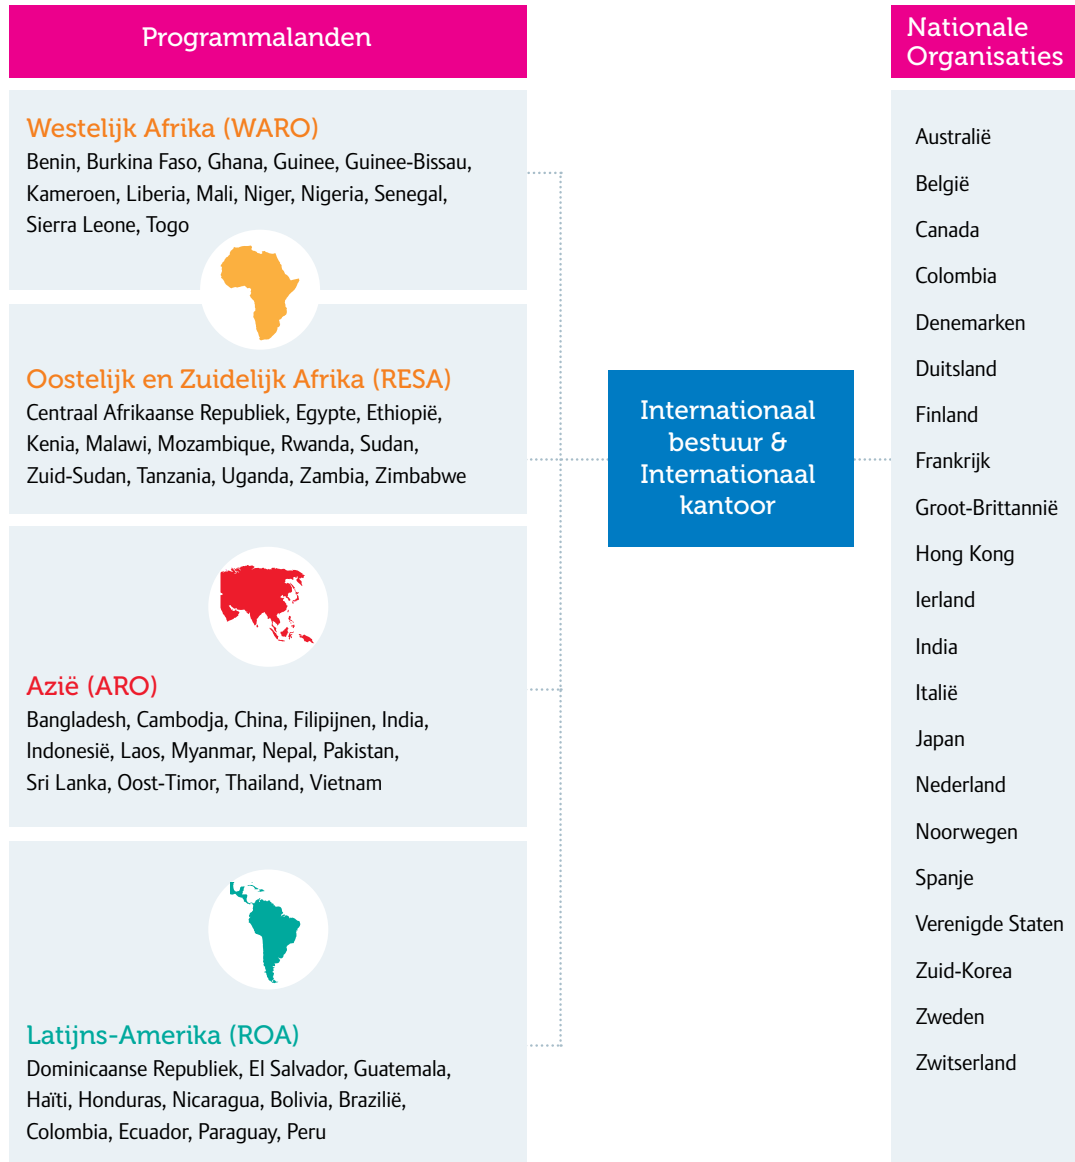 Programmalanden
Westelijk Afrika (WARO)
Benin, Burkina Faso, Ghana, Guinee, Guinee-Bissau,
Kameroen, Liberia, Mali, Niger, Nigeria, Senegal,
Sierra Leone, Togo
Oostelijk en Zuidelijk Afrika (RESA)
Centraal Afrikaanse Republiek, Egypte, Ethiopië,
Kenia, Malawi, Mozambique, Rwanda, Sudan,
Zuid-Sudan, Tanzania, Uganda, Zambia, Zimbabwe
Azië (ARO)
Bangladesh, Cambodja, China, Filipijnen, India,
Indonesië, Laos, Myanmar, Nepal, Pakistan,
Sri Lanka, Oost-Timor, Thailand, Vietnam
Latijns-Amerika (ROA)
Dominicaanse Republiek, El Salvador, Guatemala,
Haïti, Honduras, Nicaragua, Bolivia, Brazilië,
Colombia, Ecuador, Paraguay, Peru
Internationaal
bestuur &
Internationaal
kantoor
Nationale
Organisaties
Australië
België
Canada
Colombia
Denemarken
Duitsland
Finland
Frankrijk
Groot-Brittannië
Hong Kong
Ierland
India
Italië
Japan
Nederland
Noorwegen
Spanje
Verenigde Staten
Zuid-Korea
Zweden
Zwitserland